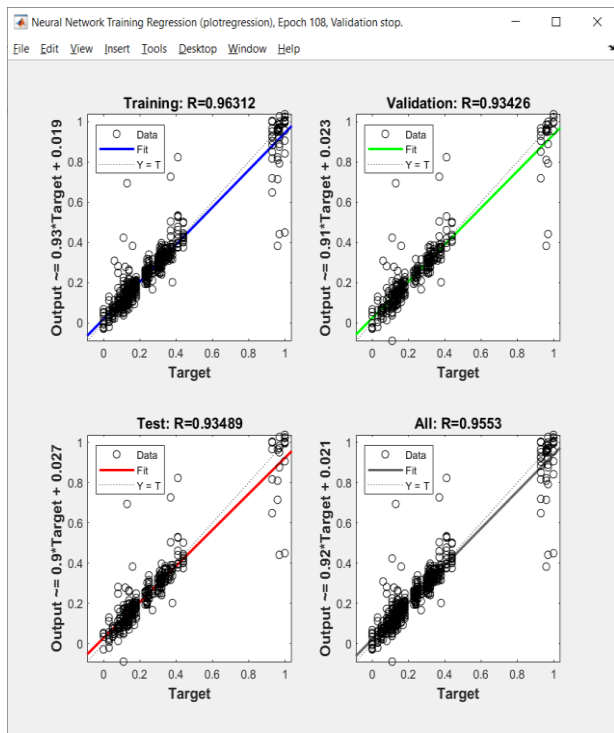 Neural Network Training Regression (plotregression), Epoch 108, Validation stop.
File Edit View Insert Tools Desktop Window Help
Training: R=0.96312
Output ~= 0.93*Target + 0.019
Data
Fit
Y = T
1
0.8
0.6
0.4
0.2
0
0 0.2 0.4 0.6 0.8 1
Target
Validation: R=0.93426
Output ~= 0.91*Target + 0.023
Data
Fit
Y = T
1
0.8
0.6
0.4
0.2
0
0 0.2 0.4 0.6 0.8 1
Target
Test: R=0.93489
Output ~= 0.9*Target + 0.027
Data
Fit
Y = T
1
0.8
0.6
0.4
0.2
0
0 0.2 0.4 0.6 0.8 1
Target
All: R=0.9553
Output ~= 0.92*Target + 0.021
Data
Fit
Y = T
1
0.8
0.6
0.4
0.2
0
0 0.2 0.4 0.6 0.8 1
Target